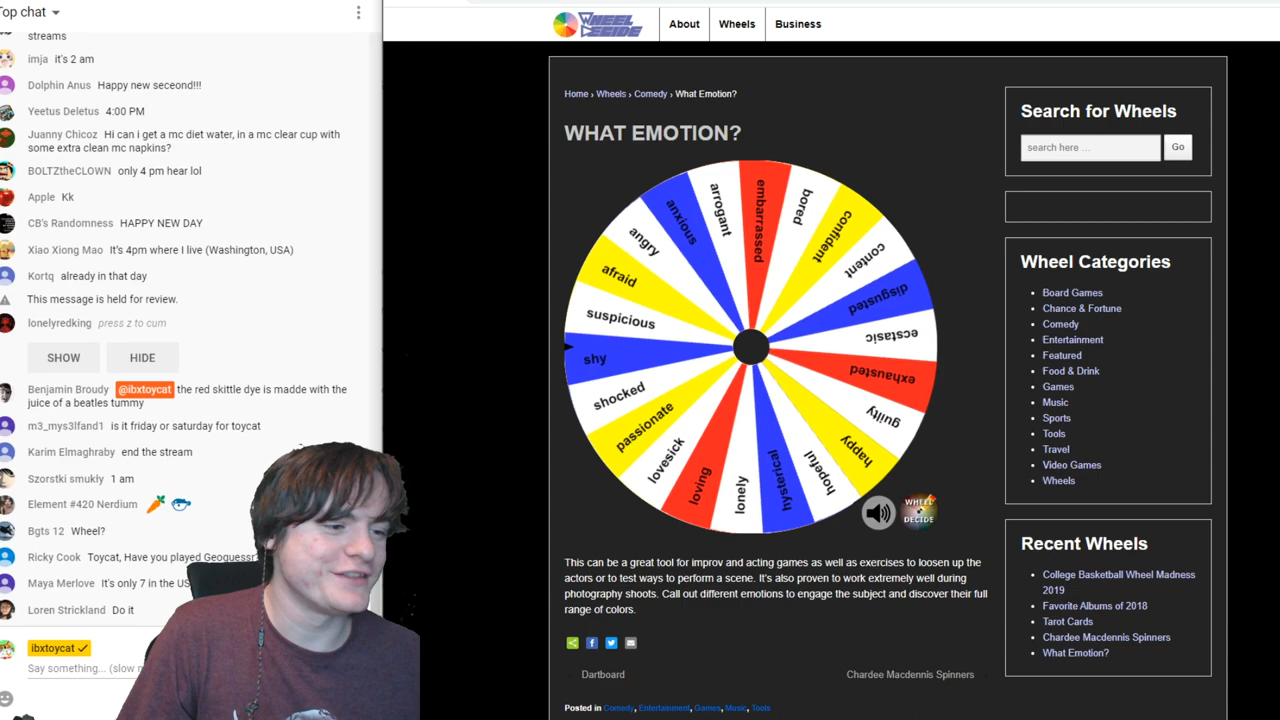 Top chat
streams
imja it's 2 am
Dolphin Anus Happy new seceond!!!
Yeetus Deletus 4:00 PM
Juanny Chicoz Hi can i get a mc diet water, in a mc clear cup with
some extra clean mc napkins?
BOLTZtheCLOWN only 4 pm hear lol
Apple Kk
CB's Randomness HAPPY NEW DAY
Xiao Xiong Mao It's 4pm where I live (Washington, USA)
Kortq already in that day
This message is held for review.
lonelyredking press z to cum
SHOW HIDE
Benjamin Broudy @ibxtoycat the red skittle dye is madde with the
juice of a beatles tummy
m3_mys3lfand1 is it friday or saturday for toycat
Karim Elmaghraby end the stream
Szorstki smukly 1 am
Element #420 Nerdium
Bgts 12 Wheel?
Ricky Cook Toycat, Have you played Geoguessr?
Maya Merlove It's only 7 in the US
Loren Strickland Do it
ibxtoycat
Say something... (slow
WHEEL DECIDE
About
Wheels
Business
Home › Wheels › Comedy › What Emotion?
WHAT EMOTION?
embarrassed
bored
confident
content
disgusted
ecstasic
exhausted
guilty
happy
hopeful
hysterical
lonely
loving
lovesick
passionate
shocked
shy
suspicious
afraid
angry
anxious
arrogant
WHEEL
DECIDE
This can be a great tool for improv and acting games as well as exercises to loosen up the
actors or to test ways to perform a scene. It's also proven to work extremely well during
photography shoots. Call out different emotions to engage the subject and discover their full
range of colors.
Dartboard
Chardee Macdennis Spinners
Posted in Comedy, Entertainment, Games, Music, Tools
Search for Wheels
search here ...
Go
Wheel Categories
Board Games
Chance & Fortune
Comedy
Entertainment
Featured
Food & Drink
Games
Music
Sports
Tools
Travel
Video Games
Wheels
Recent Wheels
College Basketball Wheel Madness
2019
Favorite Albums of 2018
Tarot Cards
Chardee Macdennis Spinners
What Emotion?